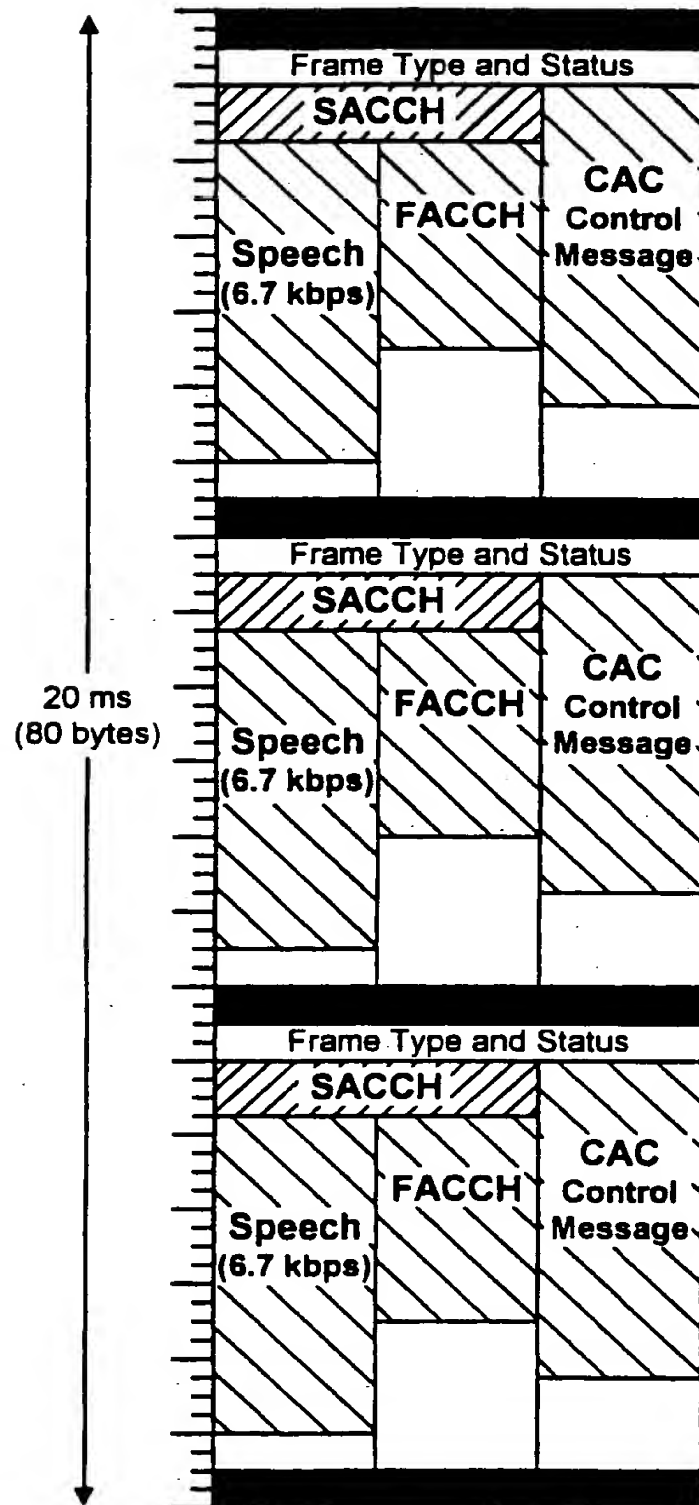 Frame Type and Status
SACCH
Speech
(6.7 kbps)
FACCH
CAC
Control
Message
20 ms
(80 bytes)
Frame Type and Status
SACCH
Speech
(6.7 kbps)
FACCH
CAC
Control
Message
Frame Type and Status
SACCH
Speech
(6.7 kbps)
FACCH
CAC
Control
Message